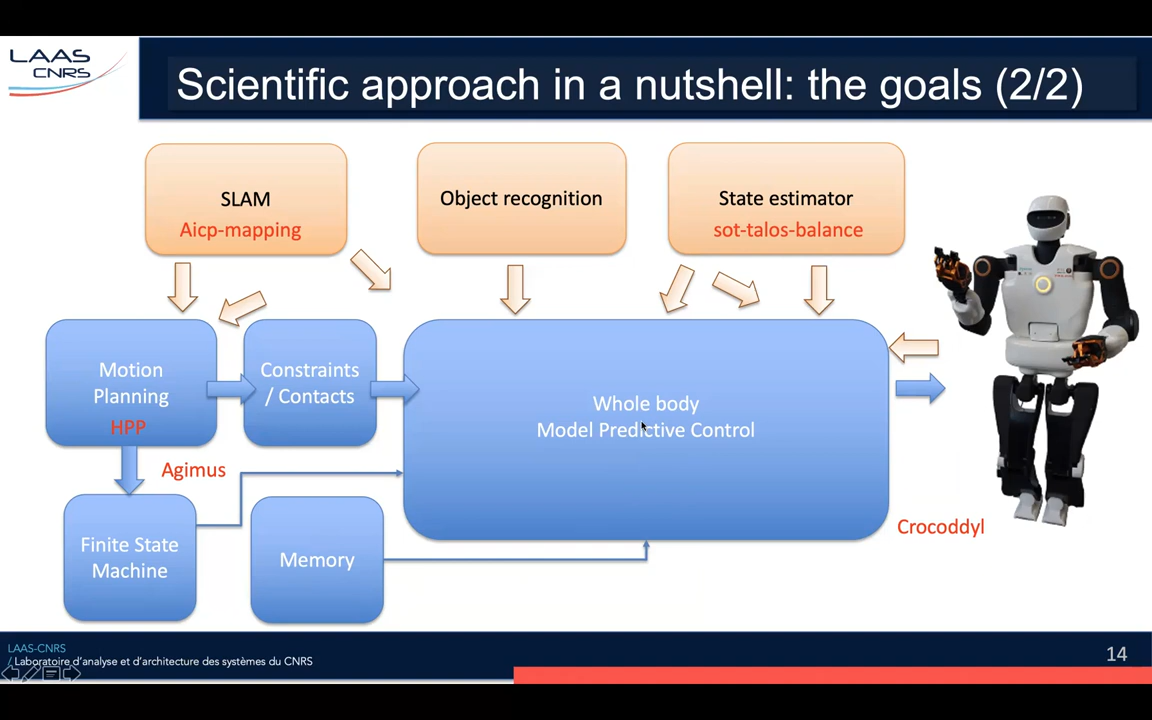 LAAS
CNRS
Scientific approach in a nutshell: the goals (2/2)
SLAM
Aicp-mapping
Object recognition
State estimator
sot-talos-balance
Motion
Planning
HPP
Constraints
/ Contacts
Whole body
Model Predictive Control
Agimus
Finite State
Machine
Memory
Crocoddyl
LAAS-CNRS
/ Laboratoire d'analyse et d'architecture des systèmes du CNRS
14